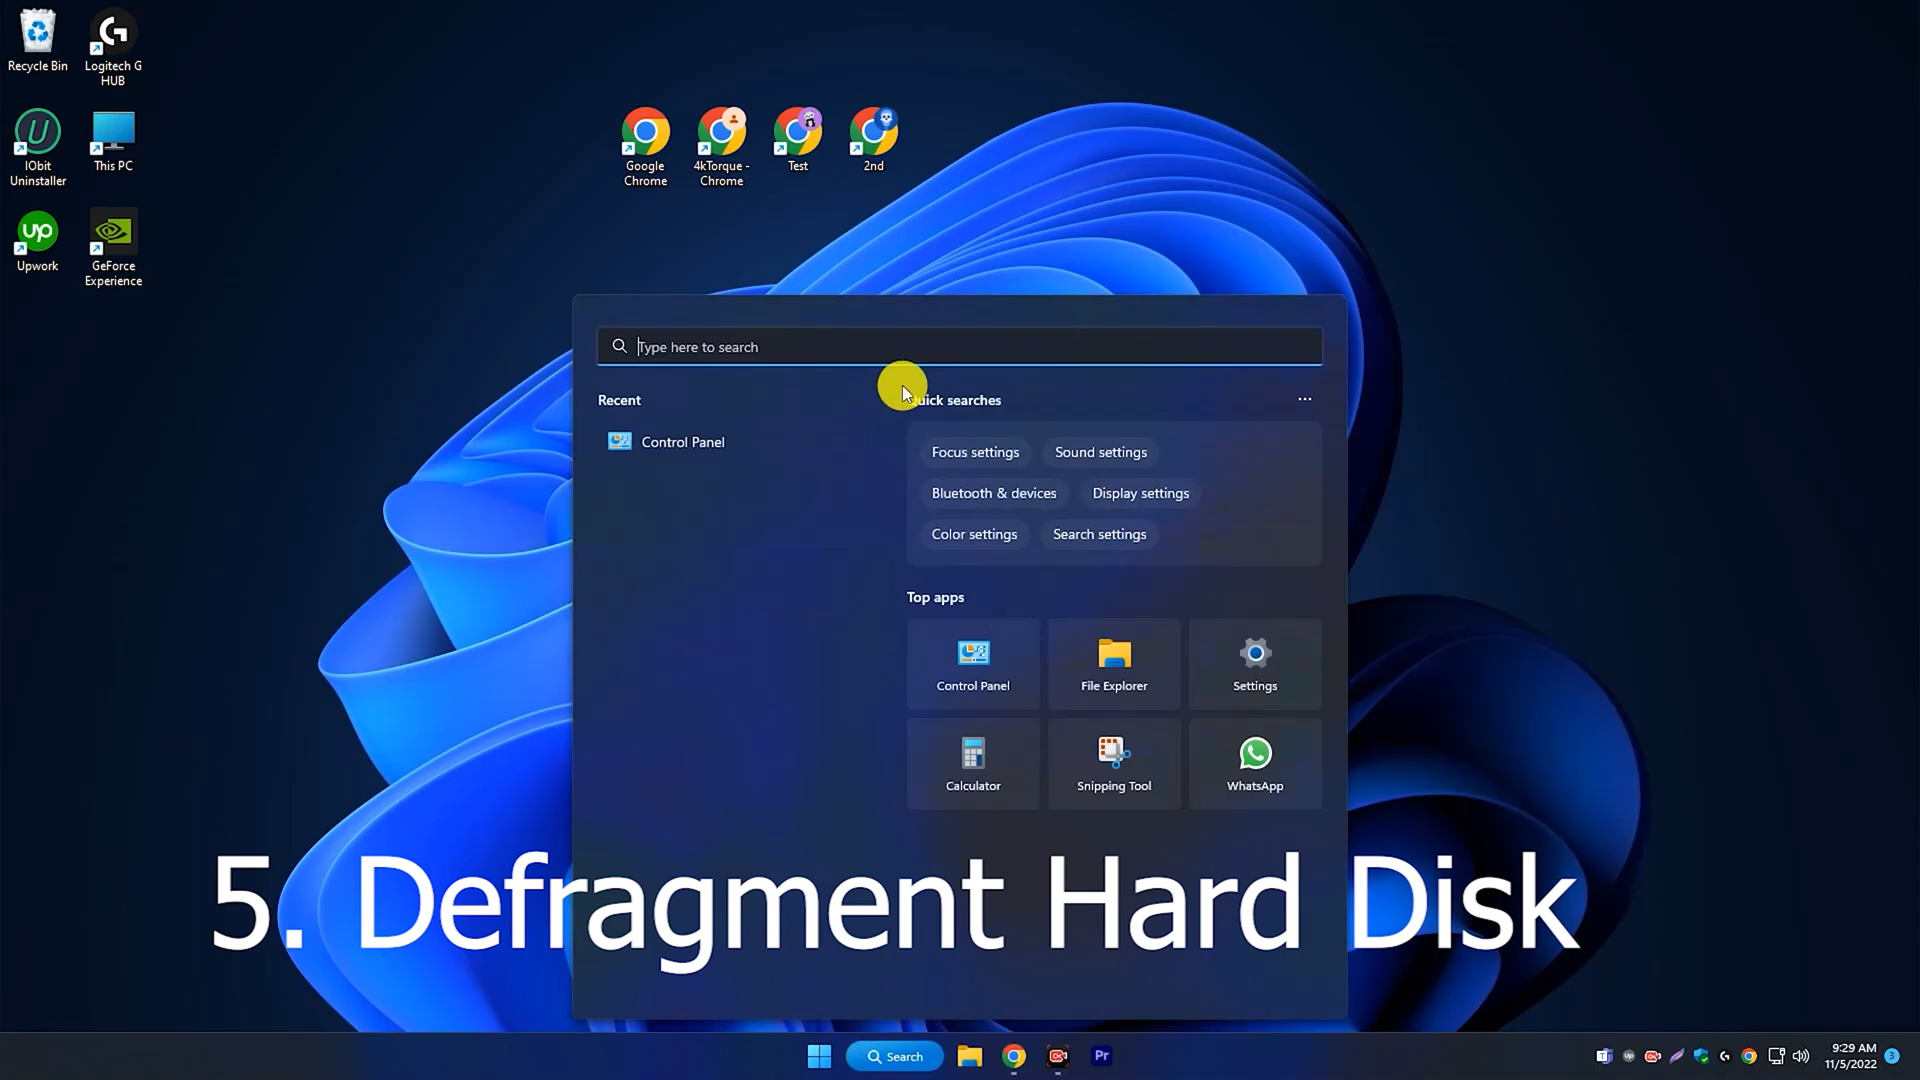 Recycle Bin
Logitech G
HUB
IObit
Uninstaller
This PC
Upwork
GeForce
Experience
Google
Chrome
4kTorque -
Chrome
Test
2nd
Type here to search
Recent
Control Panel
uick searches
Focus settings
Sound settings
Bluetooth & devices
Display settings
Color settings
Search settings
Top apps
Control Panel
File Explorer
Settings
Calculator
Snipping Tool
WhatsApp
5. Defragment Hard Disk
Search
Pr
9:29 AM
11/5/2022
3